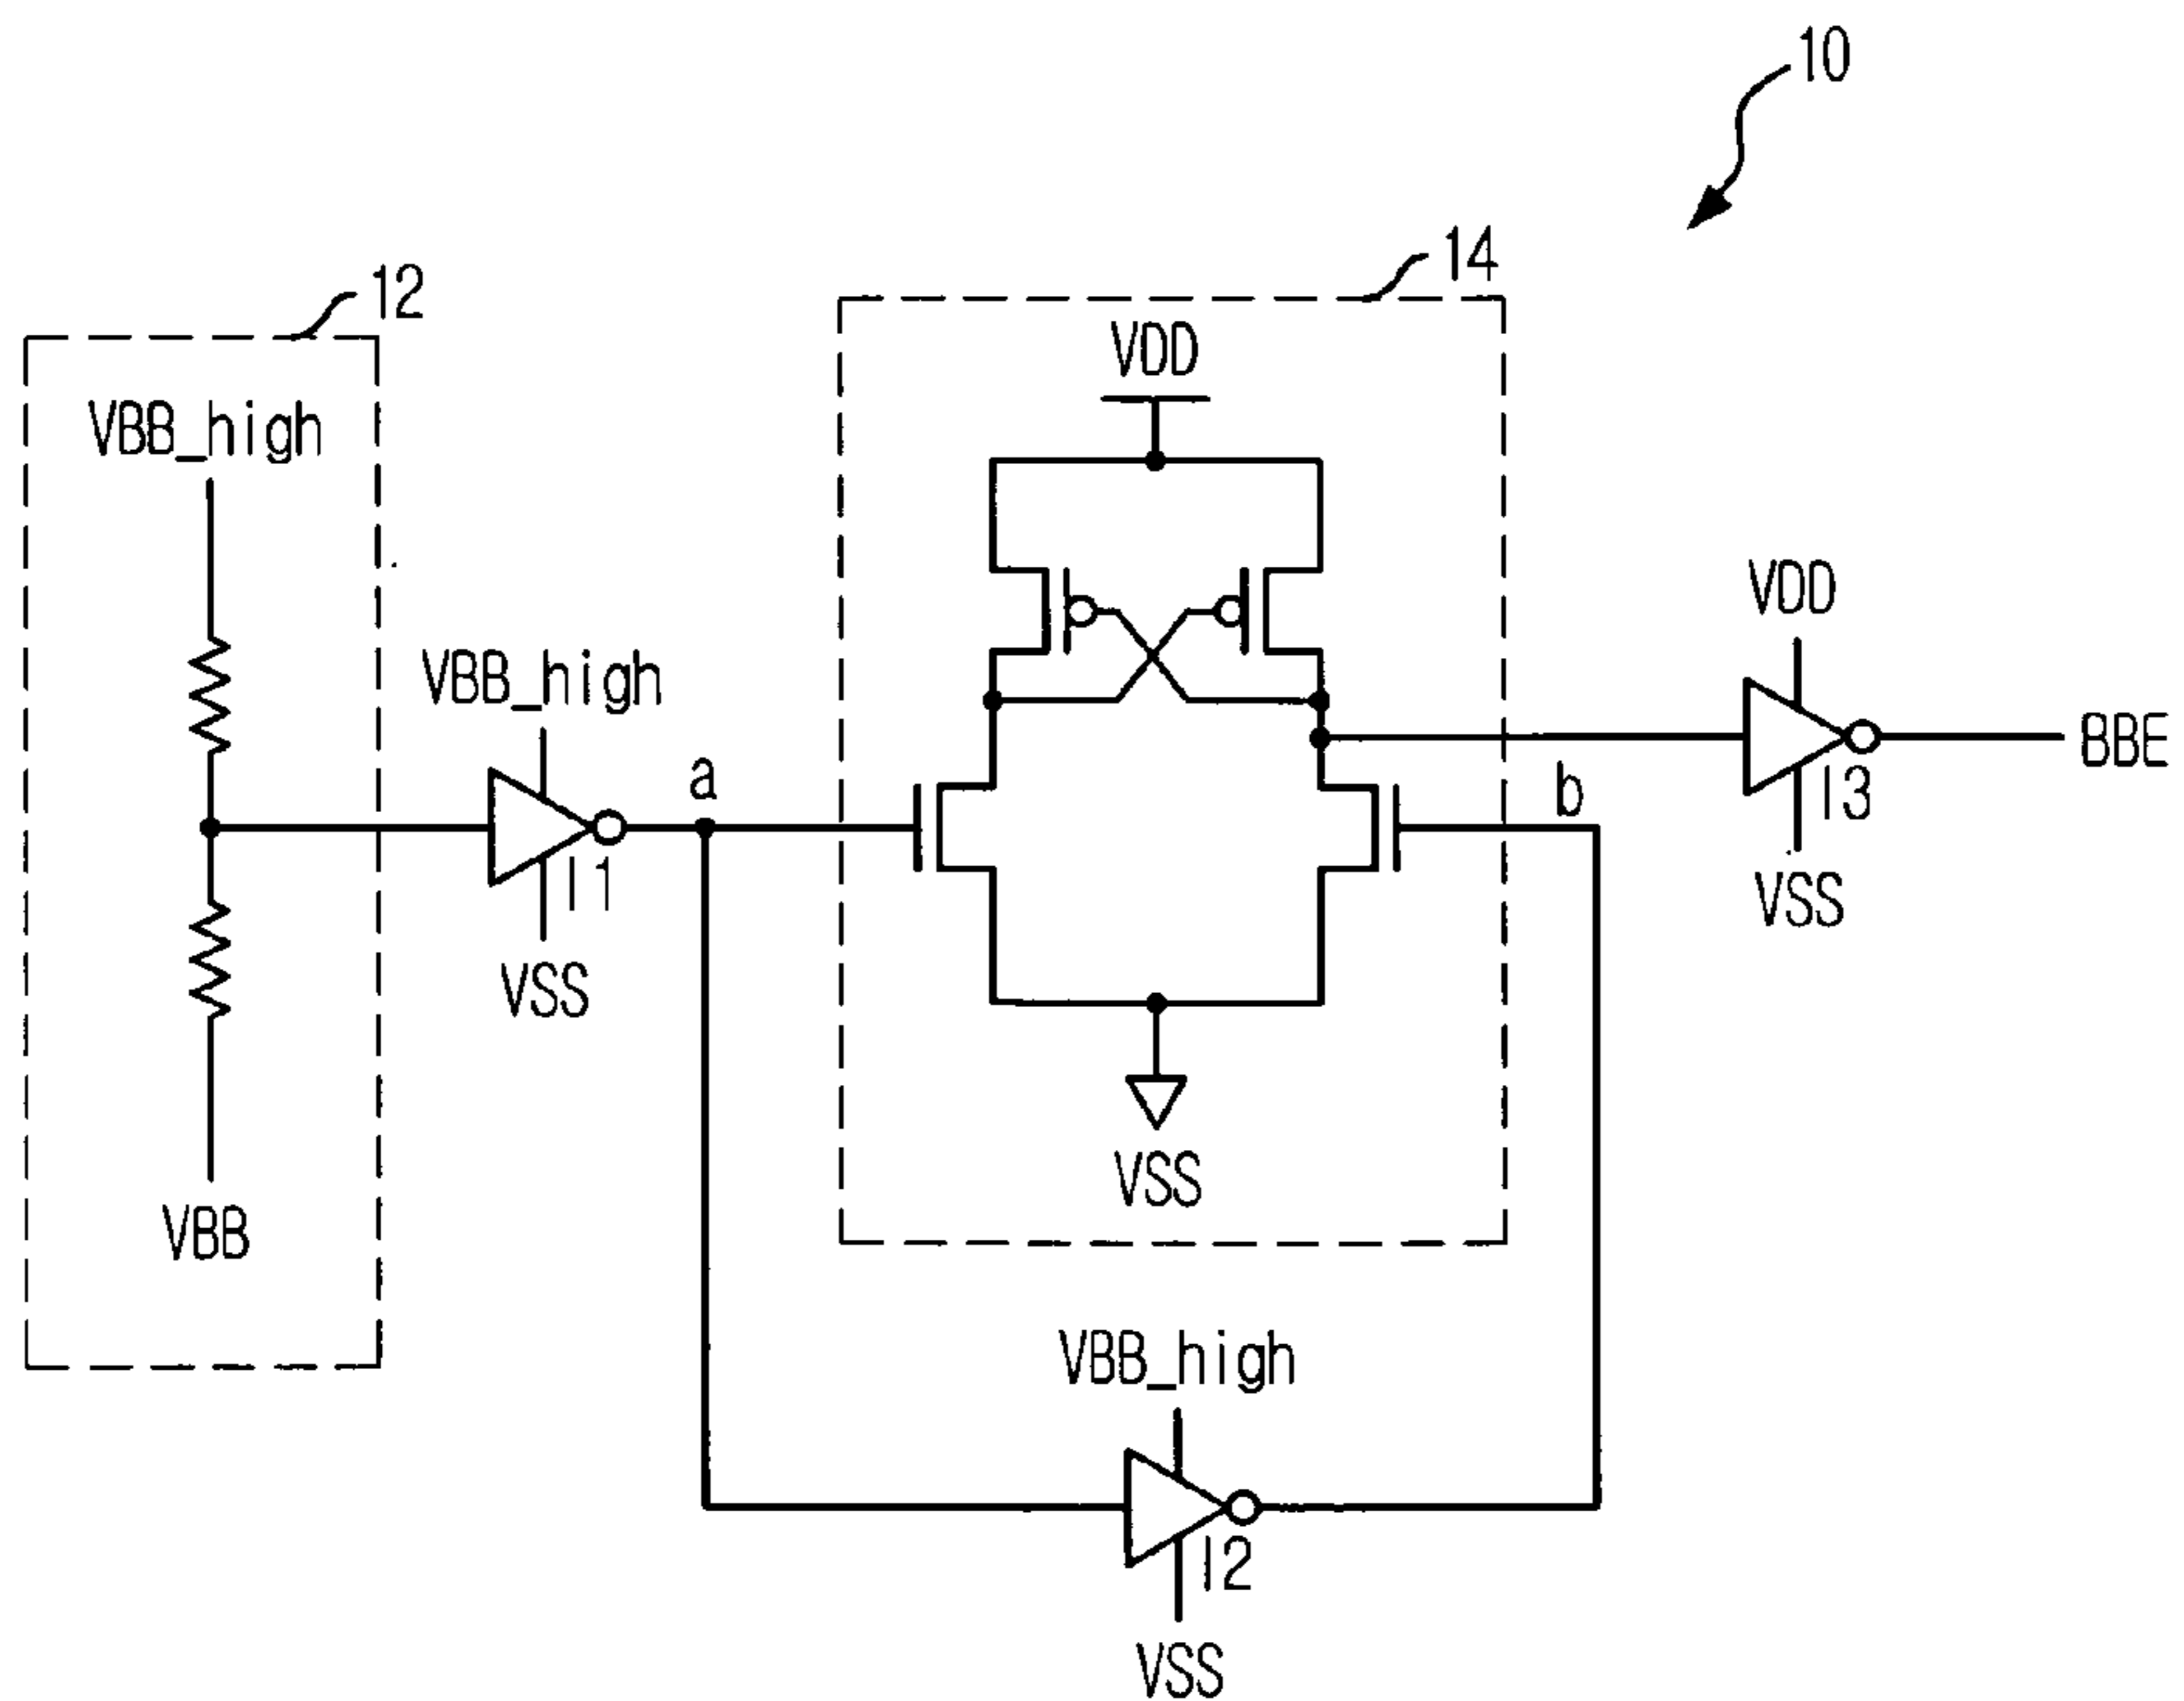 10
14
12
VDD
VBB_high
VDD
VBB_high
a
BBE
b
I3
I1
VSS
VSS
VSS
VBB
VBB_high
I2
VSS